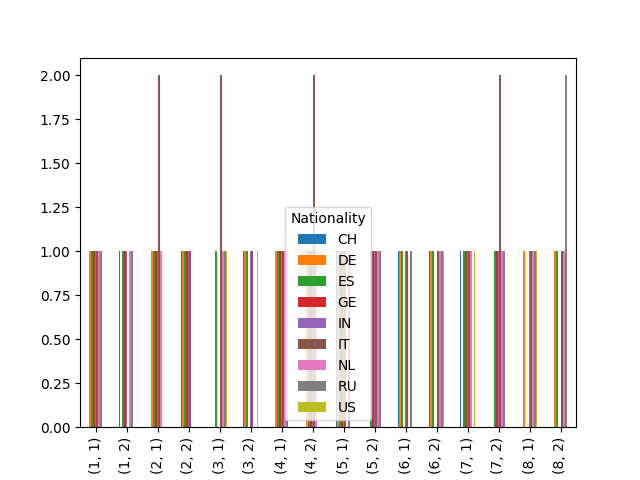 2.00
1.75
1.50
1.25
1.00
0.75
0.50
0.25
0.00
Nationality
CH
DE
ES
GE
IN
IT
NL
RU
US
(1, 1)
(1, 2)
(2, 1)
(2, 2)
(3, 1)
(3, 2)
(4, 1)
(4, 2)
(5, 1)
(5, 2)
(6, 1)
(6, 2)
(7, 1)
(7, 2)
(8, 1)
(8, 2)